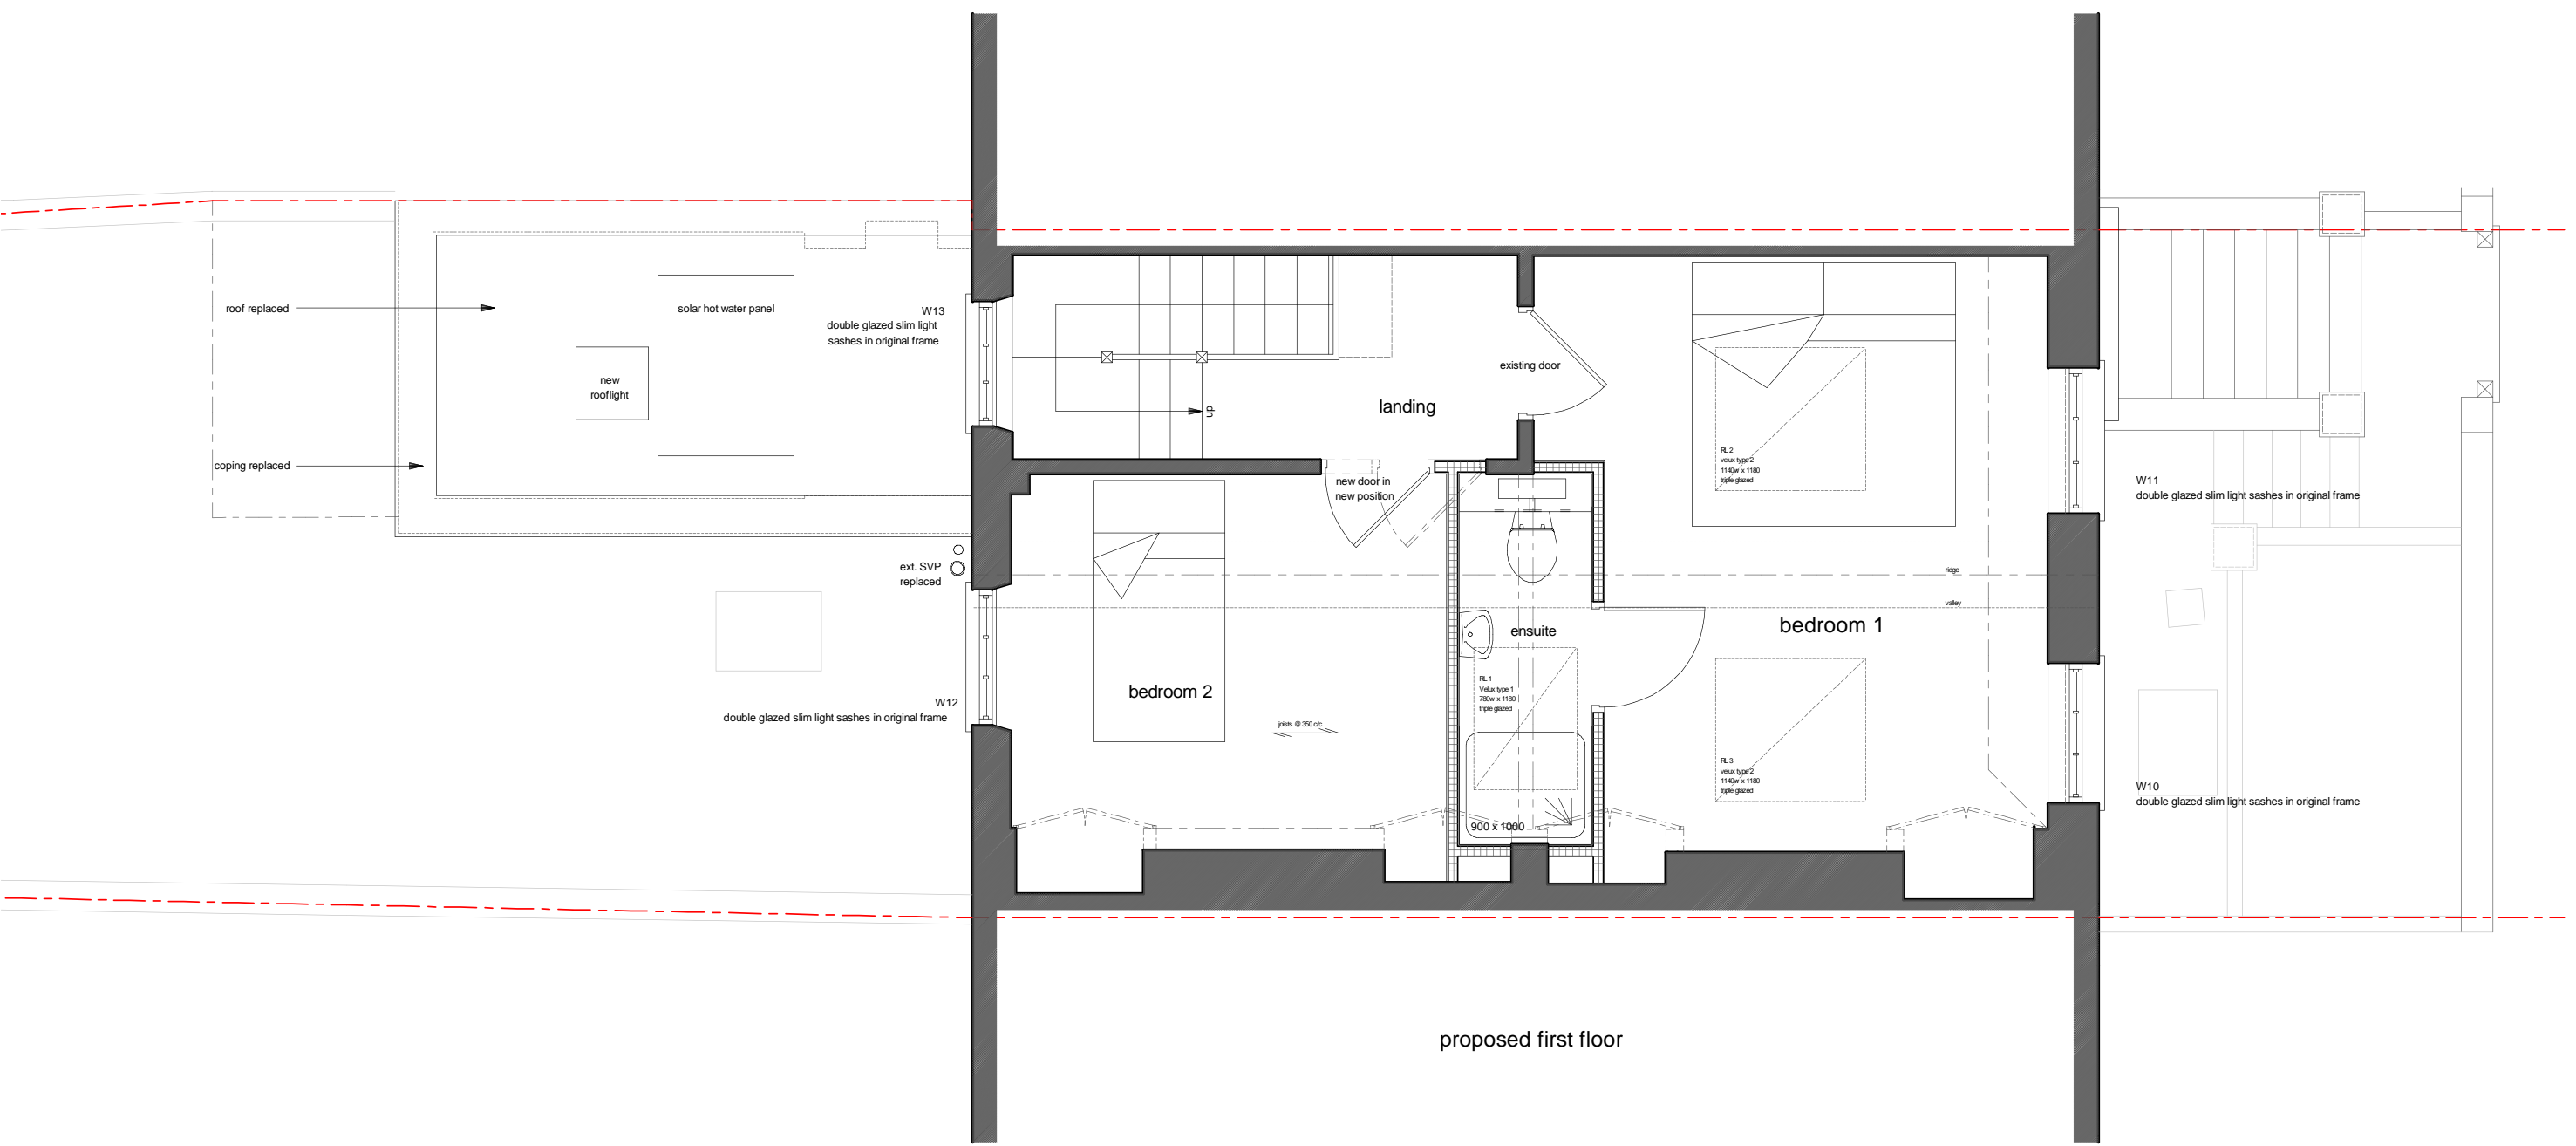 roof replaced
solar hot water panel
W13
double glazed slim light
sashes in original frame
new
rooflight
coping replaced
existing door
landing
dn
new door in
new position
RL 2
velux type 2
1140w x 1180
triple glazed
W11
double glazed slim light sashes in original frame
ext. SVP
replaced
ridge
valley
ensuite
bedroom 1
bedroom 2
RL 1
Velux type 1
780w x 1180
triple glazed
W12
double glazed slim light sashes in original frame
joists @ 350 c/c
RL 3
velux type 2
1140w x 1180
triple glazed
W10
double glazed slim light sashes in original frame
900 x 1000
proposed first floor